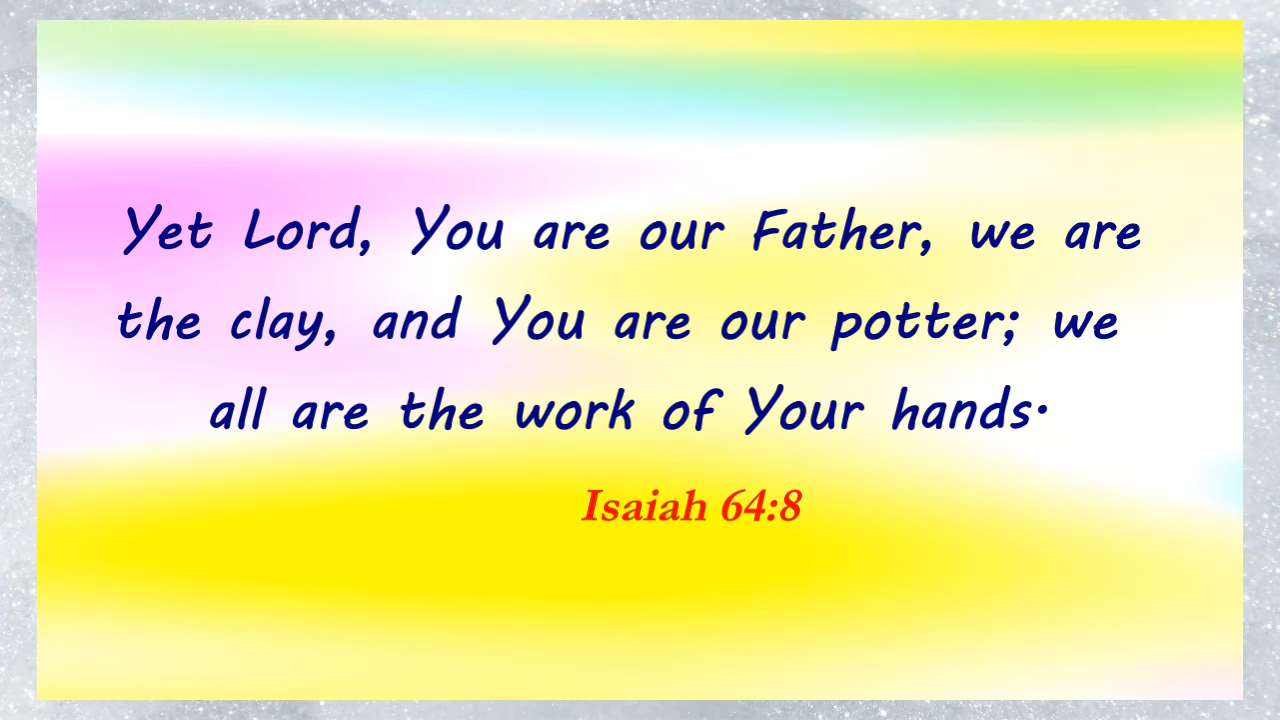 Yet Lord, You are our Father, we are
the clay, and You are our potter; we
all are the work of Your hands.
Isaiah 64:8